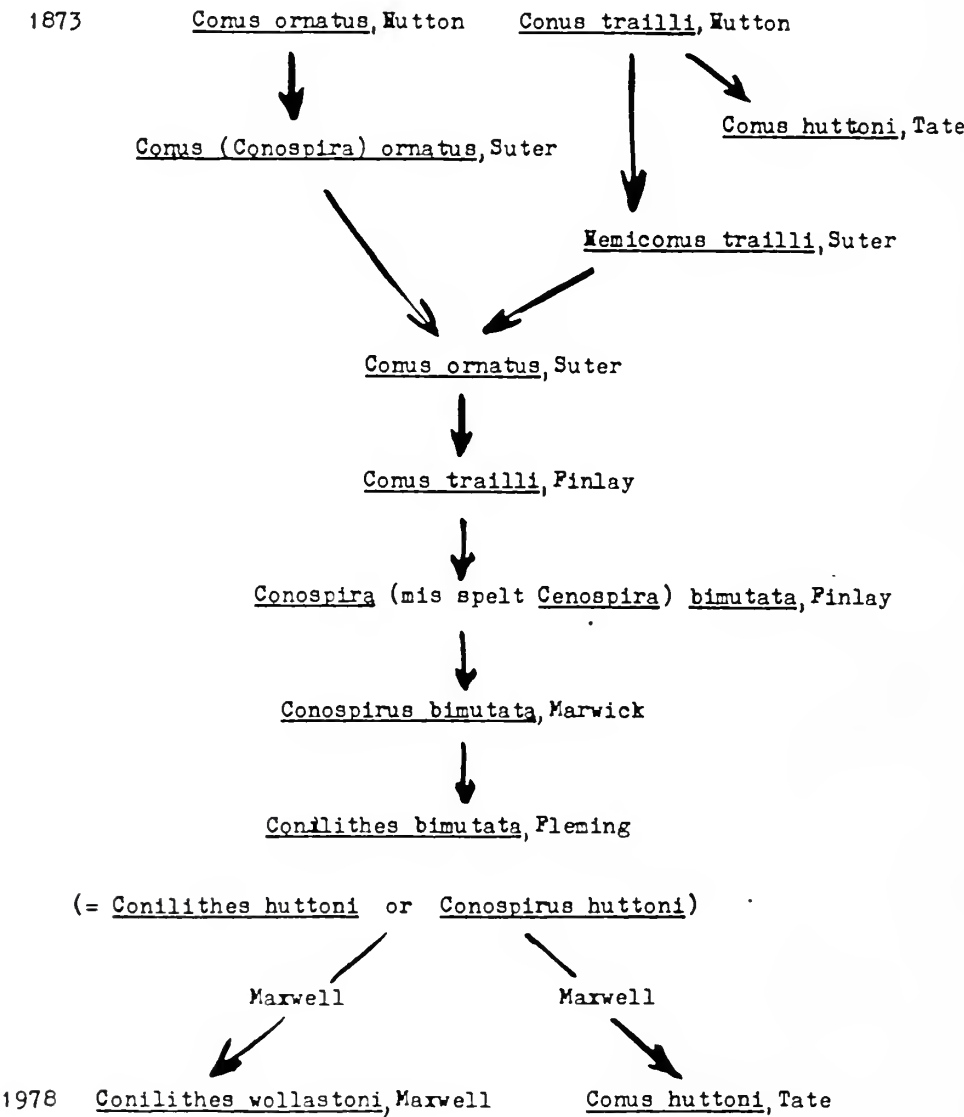 1873 Conus ornatus, Hutton Conus trailli, Hutton
Conus huttoni, Tate
Conus (Conospira) ornatus, Suter
Hemiconus trailli, Suter
Conus ornatus, Suter
Conus trailli, Finlay
Conospira (mis spelt Cenospira) bimutata, Finlay
Conospirus bimutata, Marwick
Conilithes bimutata, Fleming
(= Conilithes huttoni or Conospirus huttoni)
Maxwell Maxwell
1978 Conilithes wollastoni, Maxwell Conus huttoni, Tate